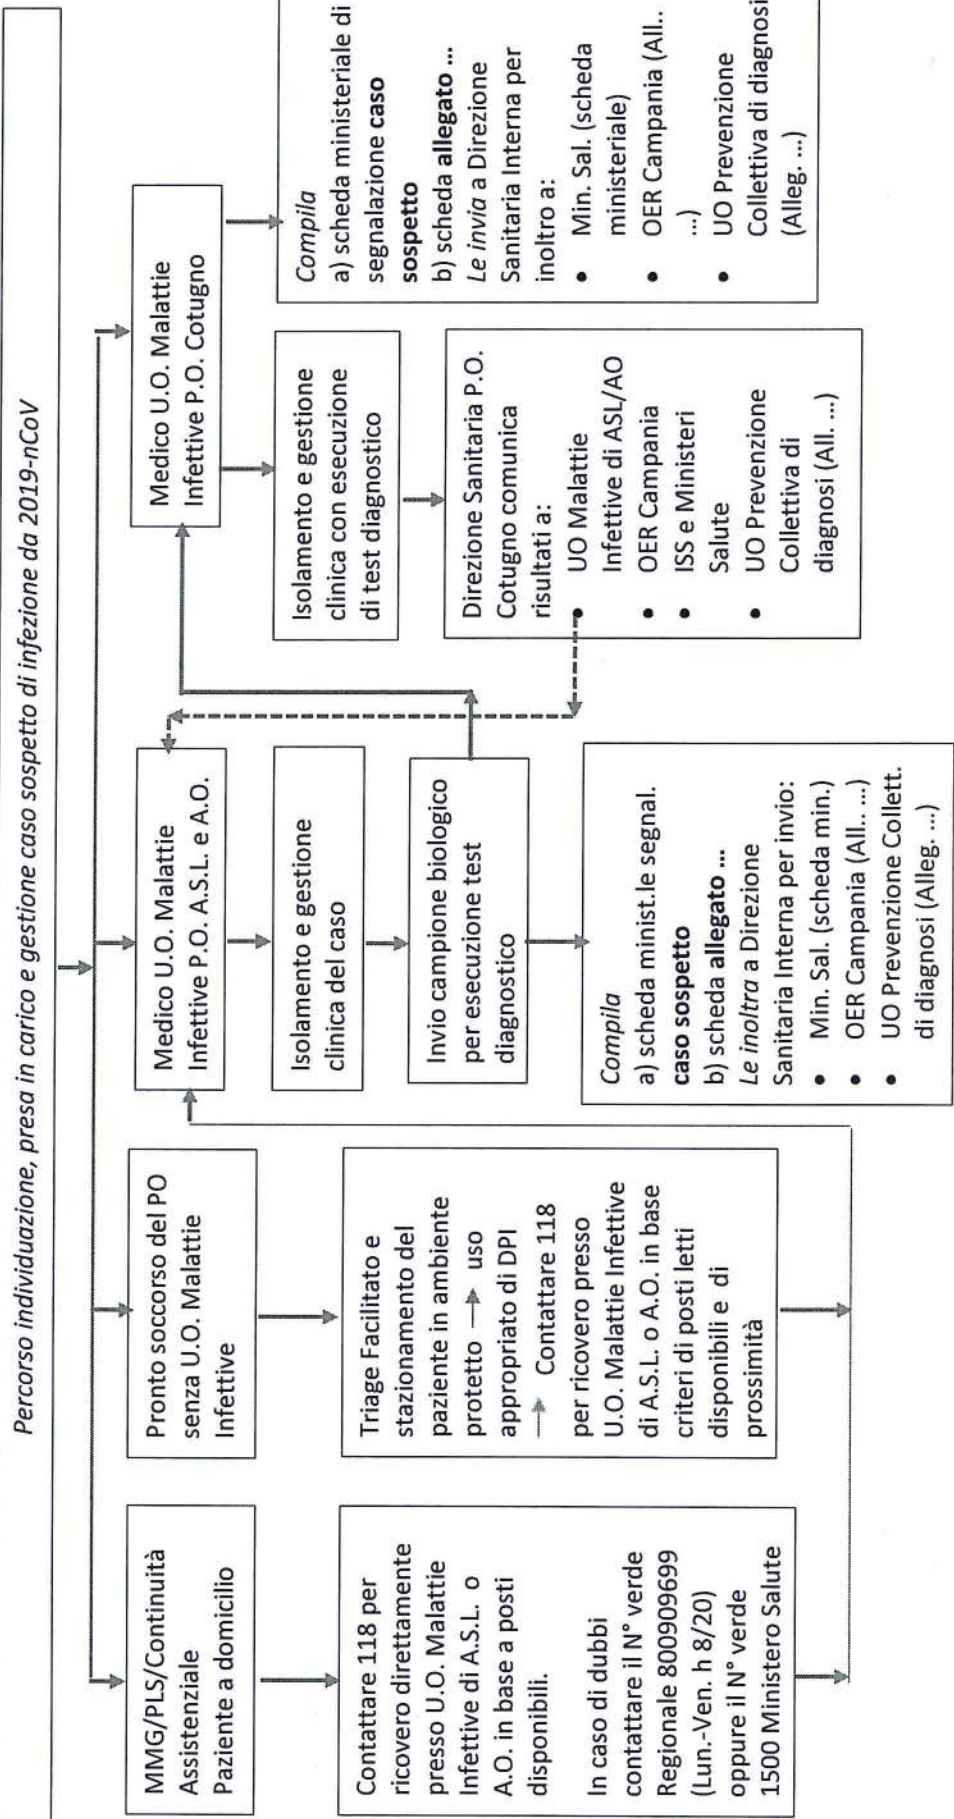 Percorso individuazione, presa in carico e gestione caso sospetto di infezione da 2019-nCoV
MMG/PLS/Continuità
Assistenziale
Paziente a domicilio
Contattare 118 per
ricovero direttamente
presso U.O. Malattie
Infettive di A.S.L. o
A.O. in base a posti
disponibili.
In caso di dubbi
contattare il N° verde
Regionale 800909699
(Lun.-Ven. h 8/20)
oppure il N° verde
1500 Ministero Salute
Pronto soccorso del PO
senza U.O. Malattie
Infettive
Triage Facilitato e
stazionamento del
paziente in ambiente
protetto → uso
appropriato di DPI
→ Contattare 118
per ricovero presso
U.O. Malattie Infettive
di A.S.L. o A.O. in base
criteri di posti letti
disponibili e di
prossimità
Medico U.O. Malattie
Infettive P.O. A.S.L. e A.O.
Isolamento e gestione
clinica del caso
Invio campione biologico
per esecuzione test
diagnostico
Compila
a) scheda minist.le segnal.
caso sospetto
b) scheda allegato ...
Le inoltra a Direzione
Sanitaria Interna per invio:
• Min. Sal. (scheda min.)
• OER Campania (All.. ...)
• UO Prevenzione Collett.
di diagnosi (Alleg. ...)
Medico U.O. Malattie
Infettive P.O. Cotugno
Isolamento e gestione
clinica con esecuzione
di test diagnostico
Direzione Sanitaria P.O.
Cotugno comunica
risultati a:
• UO Malattie
Infettive di ASL/AO
• OER Campania
• ISS e Ministeri
Salute
• UO Prevenzione
Collettiva di
diagnosi (All. ...)
Compila
a) scheda ministeriale di
segnalazione caso
sospetto
b) scheda allegato ...
Le invia a Direzione
Sanitaria Interna per
inoltro a:
• Min. Sal. (scheda
ministeriale)
• OER Campania (All..
...)
• UO Prevenzione
Collettiva di diagnosi
(Alleg. ...)